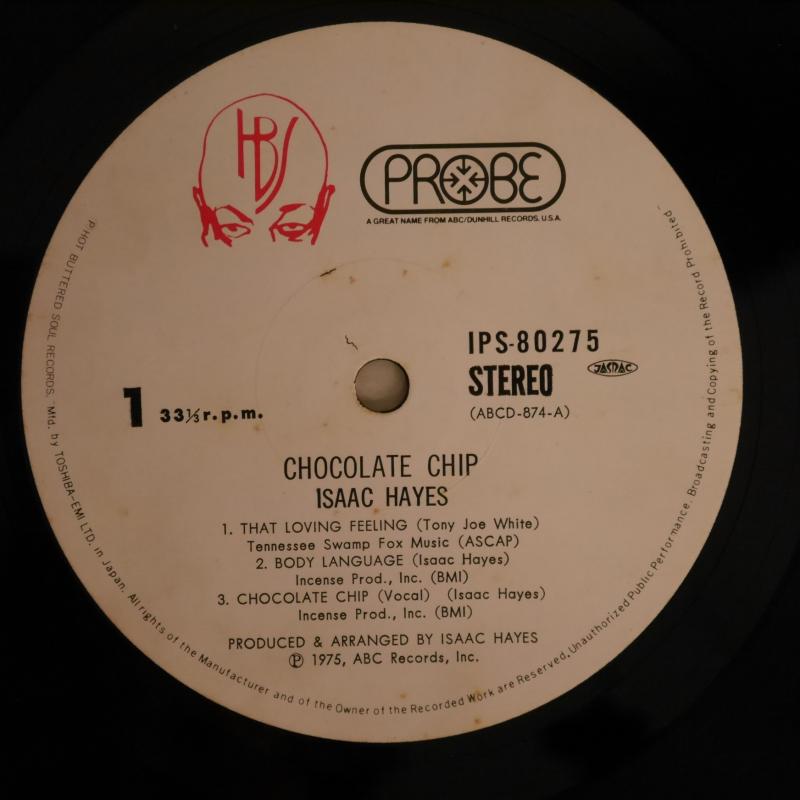 HBS
PROBE
A GREAT NAME FROM ABC/DUNHILL RECORDS, U.S.A.
IPS-80275
STEREO
JASRAC
(ABCD-874-A)
1
33⅓ r.p.m.
CHOCOLATE CHIP
ISAAC HAYES
1. THAT LOVING FEELING (Tony Joe White)
Tennessee Swamp Fox Music (ASCAP)
2. BODY LANGUAGE (Isaac Hayes)
Incense Prod., Inc. (BMI)
3. CHOCOLATE CHIP (Vocal) (Isaac Hayes)
Incense Prod., Inc. (BMI)
PRODUCED & ARRANGED BY ISAAC HAYES
℗ 1975, ABC Records, Inc.
HOT BUTTERED SOUL RECORDS. Mfd. by TOSHIBA-EMI LTD. in Japan. All rights of the Manufacturer and of the Owner of the Recorded Work are Reserved. Unauthorized Public Performance. Broadcasting and Copying of the Record Prohibited.